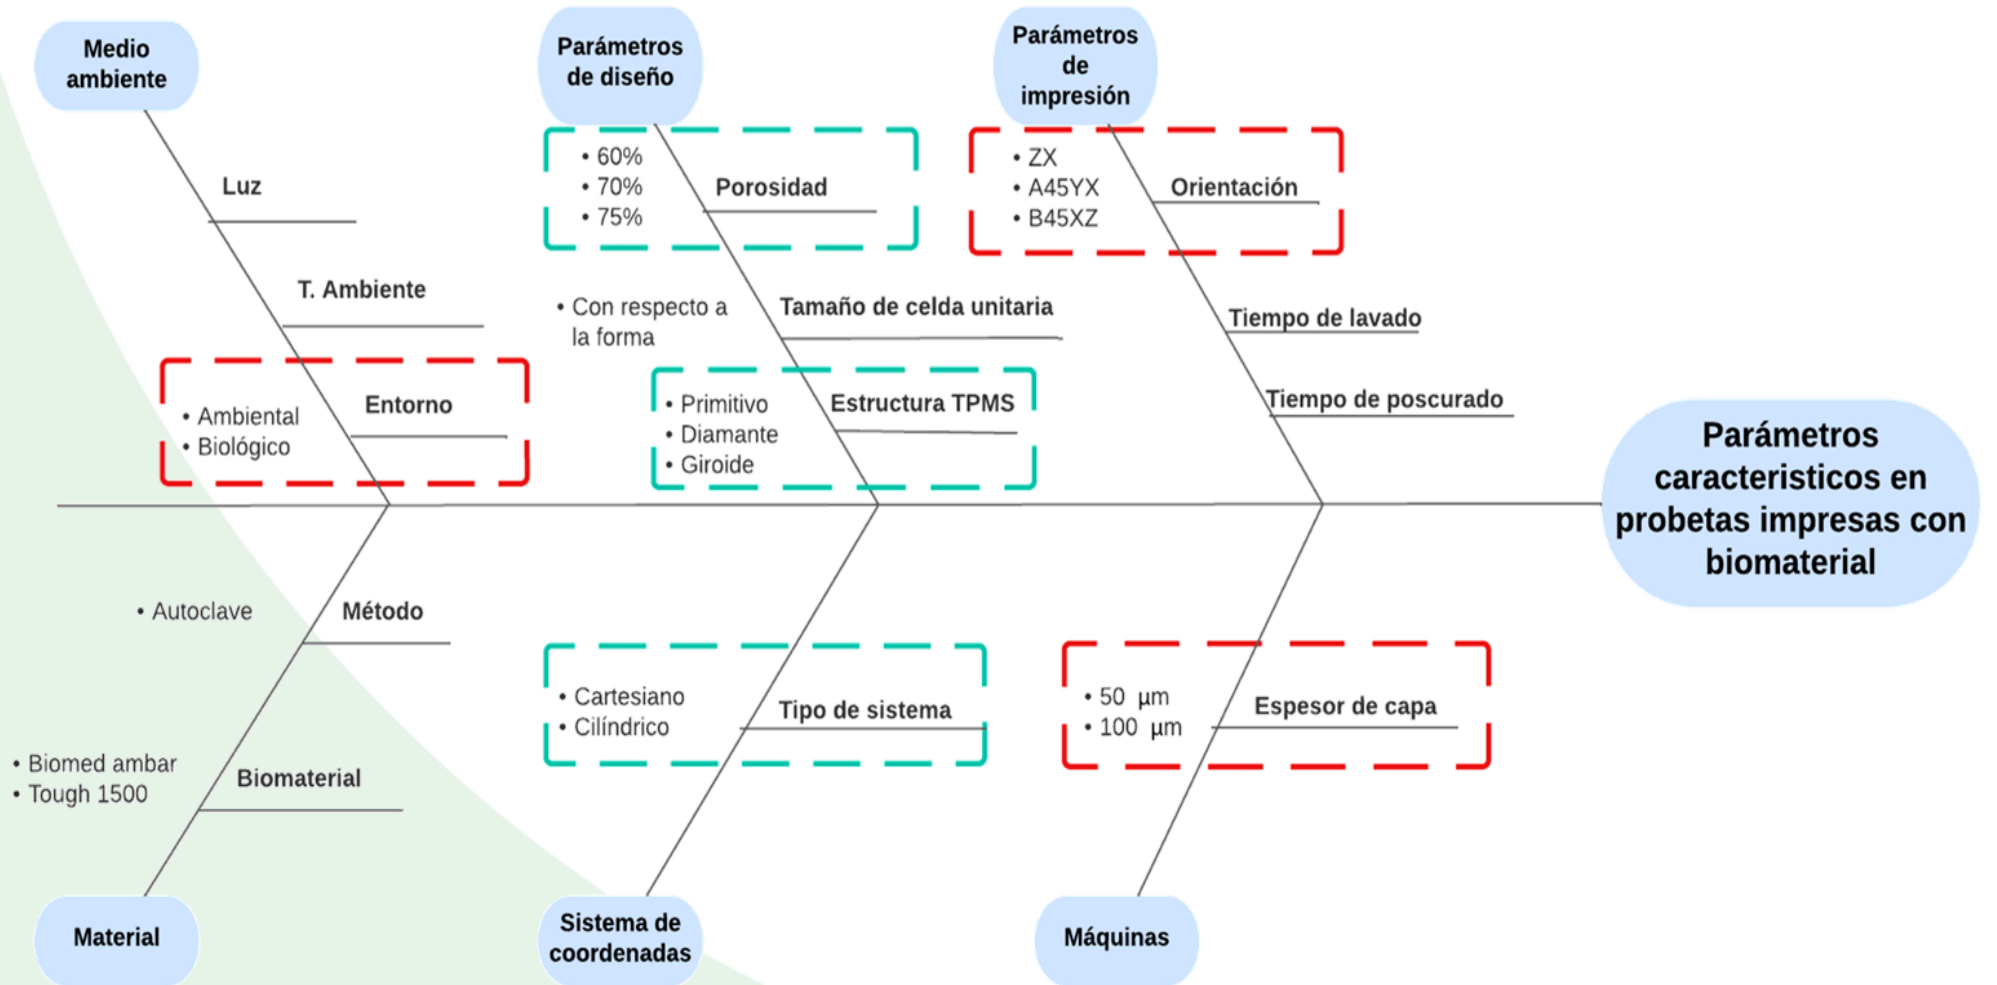 Medio
ambiente
Luz
T. Ambiente
• Ambiental
• Biológico
Entorno
Parámetros
de diseño
• 60%
• 70%
• 75%
Porosidad
• Con respecto a
la forma
Tamaño de celda unitaria
• Primitivo
• Diamante
• Giroide
Estructura TPMS
Parámetros
de
impresión
• ZX
• A45YX
• B45XZ
Orientación
Tiempo de lavado
Tiempo de poscurado
Parámetros
caracteristicos en
probetas impresas con
biomaterial
• Autoclave
Método
• Biomed ambar
• Tough 1500
Biomaterial
Material
• Cartesiano
• Cilíndrico
Tipo de sistema
Sistema de
coordenadas
• 50 µm
• 100 µm
Espesor de capa
Máquinas